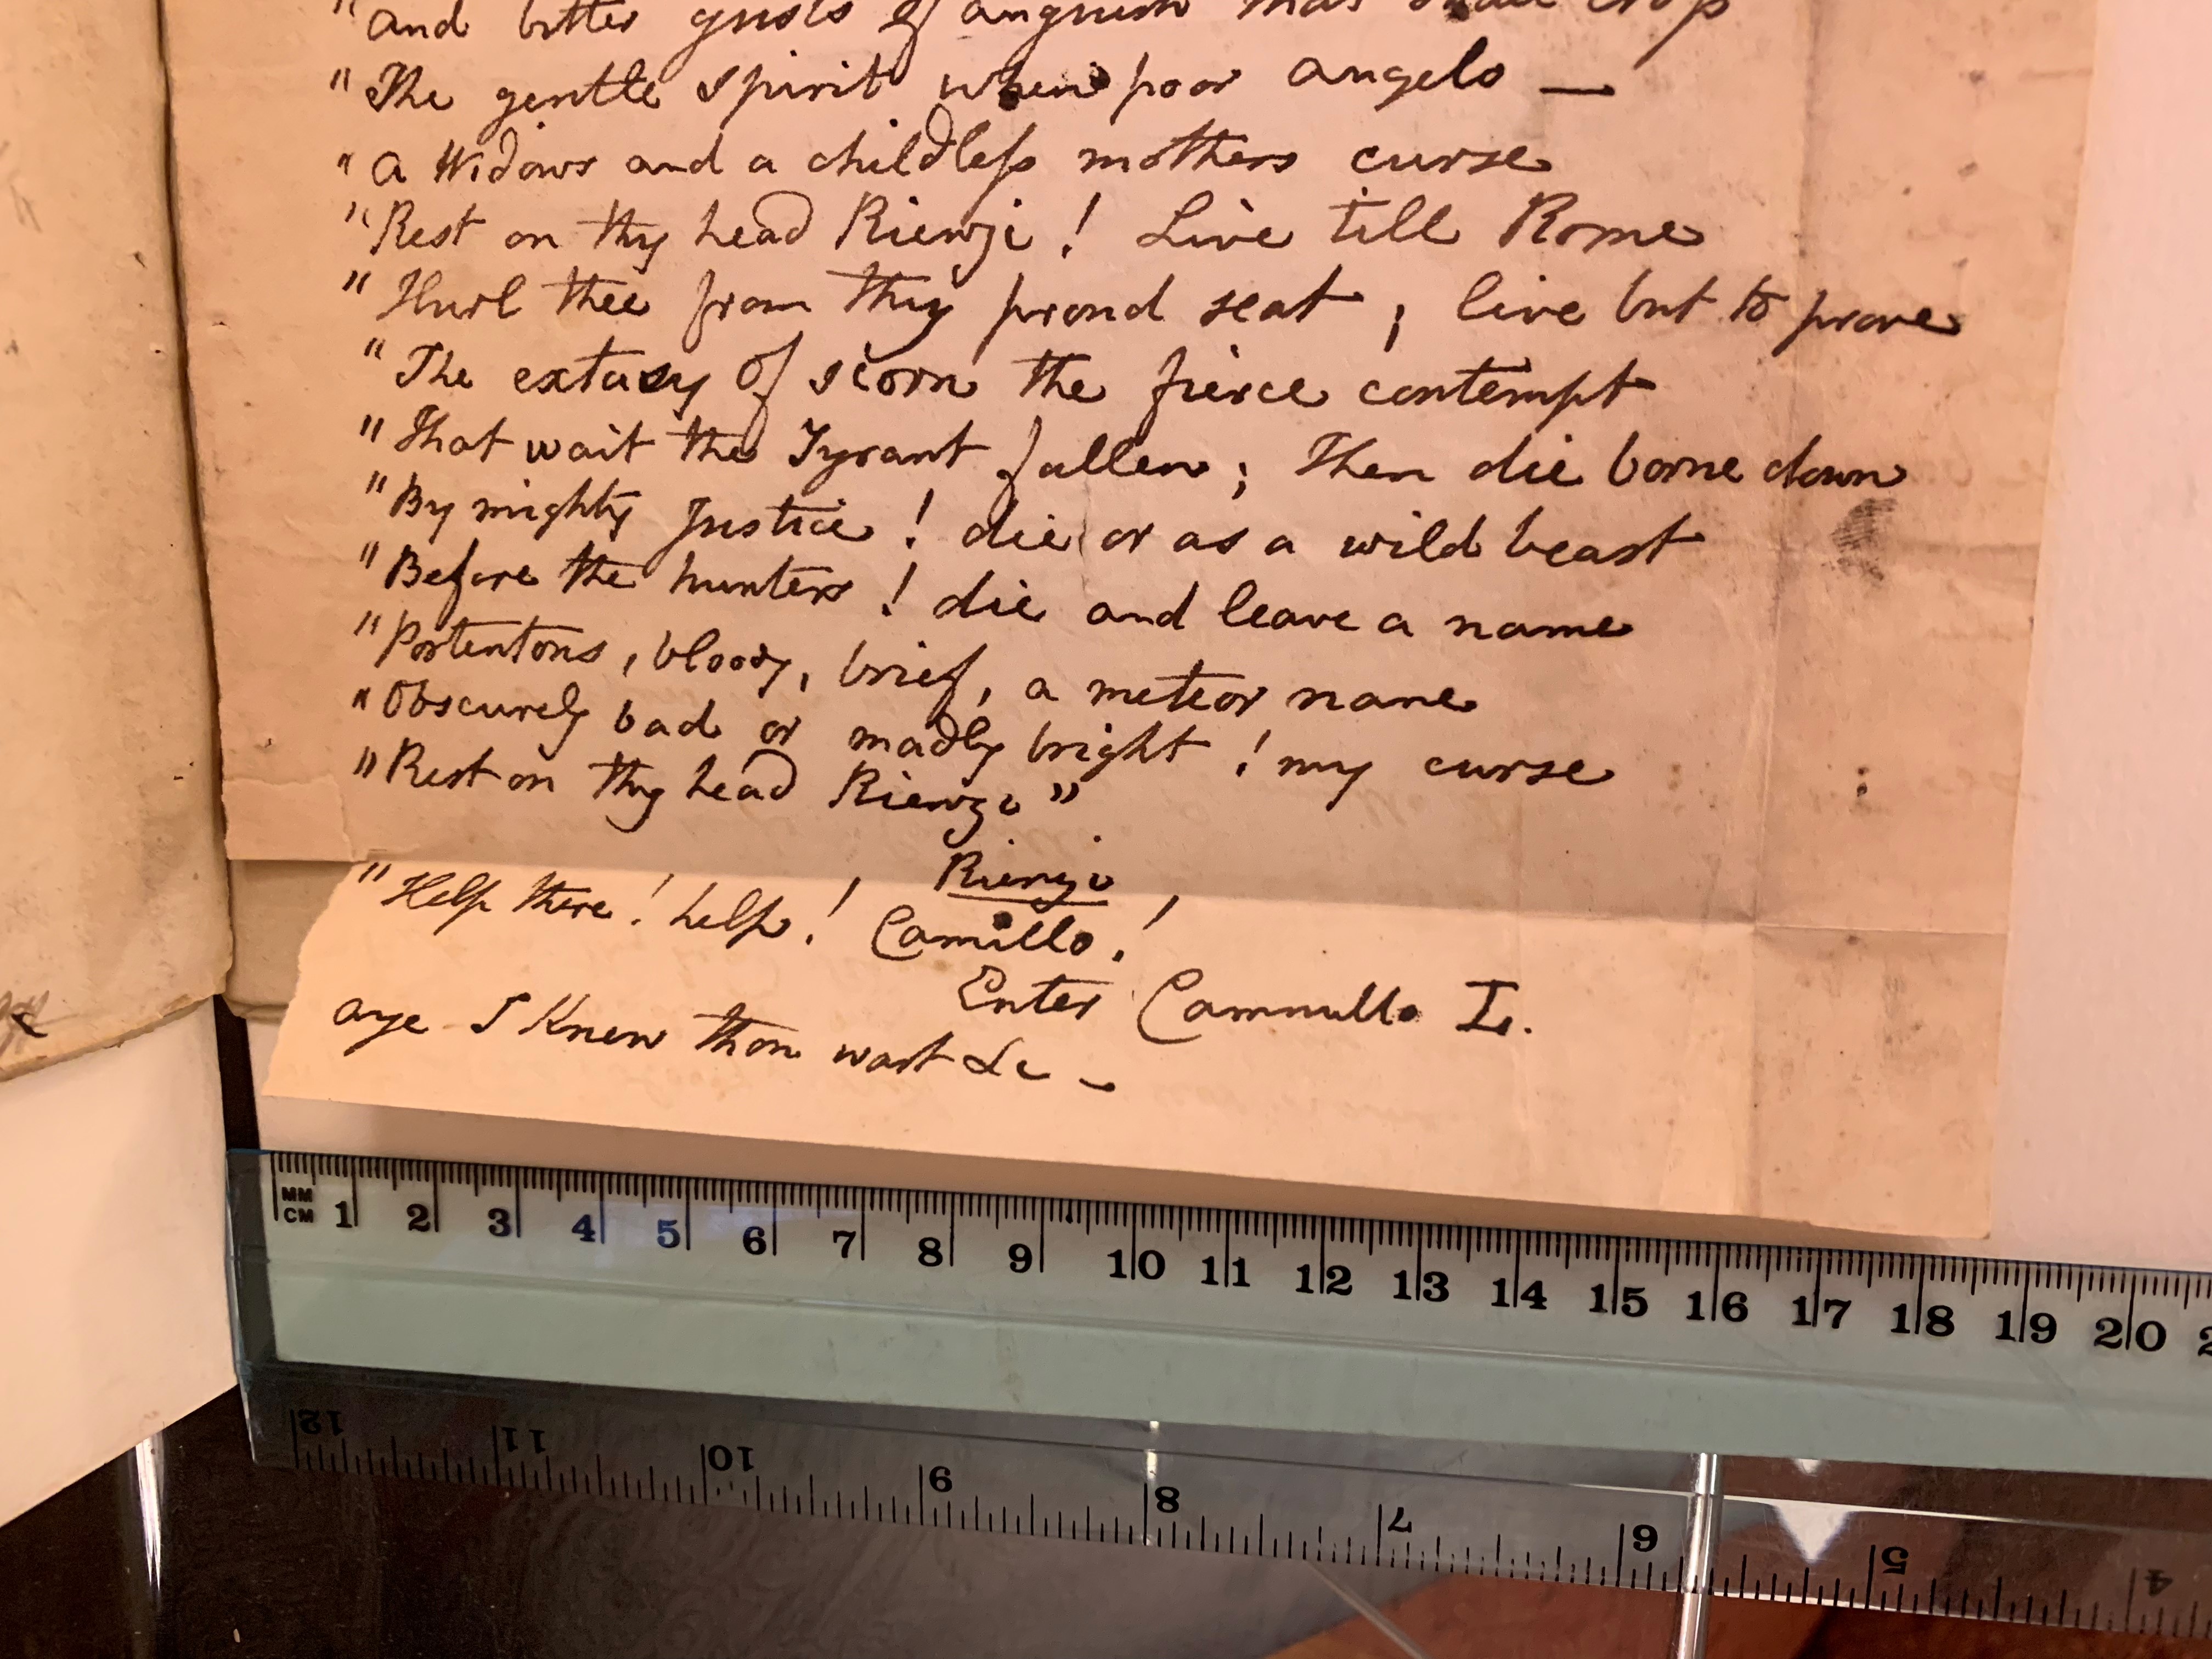 "and bitter gusts of anguish that shall crop
"The gentle spirit when poor angelo —
"a Widows and a childless mothers curse
"Rest on thy head Rienzi! Live till Rome
"Hurl thee from thy proud seat; live but to prove
"The extasy of scorn the fierce contempt
"That wait the Tyrant fallen; Then die borne down
"By mighty Justice! die or as a wild beast
"Before the hunters! die and leave a name
"Portentous, bloody, brief, a meteor name
"Obscurely bad or madly bright! my curse
"Rest on thy head Rienzi"
Rienzi
"Help there! help! Camillo!
Enter Cammillo L.
aye I Knew thou wast &c —
MM
CM 1 2 3 4 5 6 7 8 9 10 11 12 13 14 15 16 17 18 19 20 2
12 11 10 9 8 7 6 5 4